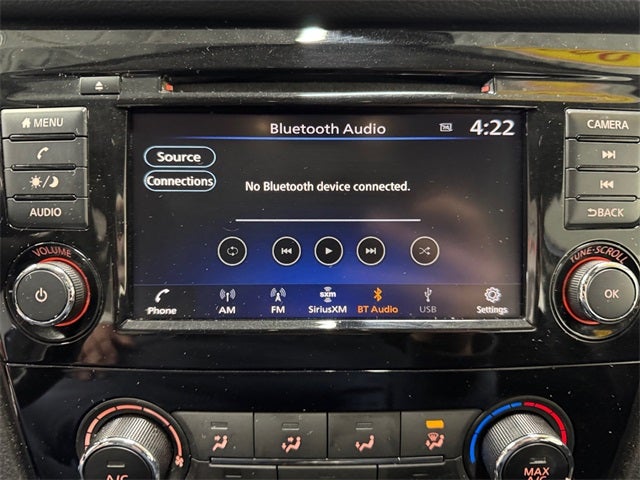 MENU
AUDIO
VOLUME
Bluetooth Audio
4:22
Source
Connections
No Bluetooth device connected.
Phone
AM
FM
sxm
SiriusXM
BT Audio
USB
Settings
CAMERA
BACK
TUNE·SCROLL
OK
A/C
MAX
A/C